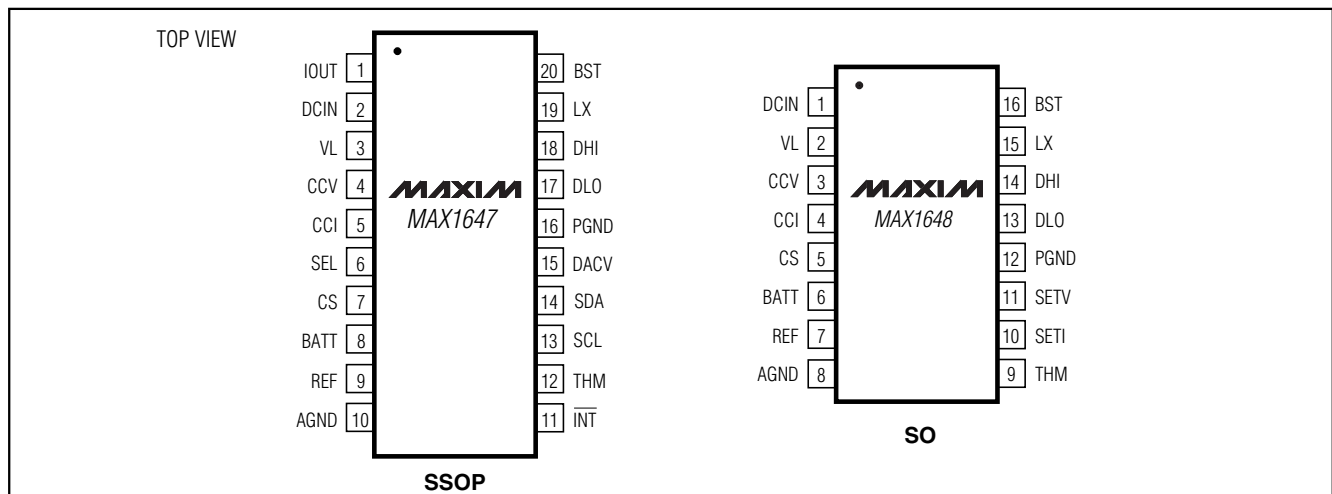 TOP VIEW
IOUT 1
DCIN 2
VL 3
CCV 4
CCI 5
SEL 6
CS 7
BATT 8
REF 9
AGND 10
20 BST
19 LX
18 DHI
17 DLO
16 PGND
15 DACV
14 SDA
13 SCL
12 THM
11 I̅N̅T̅
MAXIM
MAX1647
SSOP
DCIN 1
VL 2
CCV 3
CCI 4
CS 5
BATT 6
REF 7
AGND 8
16 BST
15 LX
14 DHI
13 DLO
12 PGND
11 SETV
10 SETI
9 THM
MAXIM
MAX1648
SO